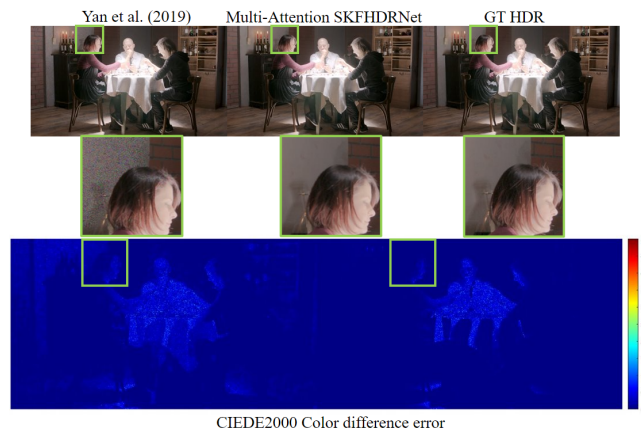 Yan et al. (2019) Multi-Attention SKFHDRNet GT HDR
CIEDE2000 Color difference error